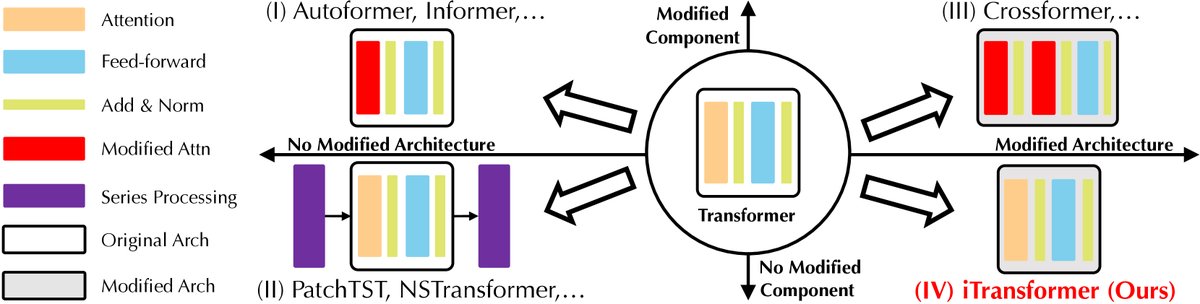 Attention
Feed-forward
Add & Norm
Modified Attn
Series Processing
Original Arch
Modified Arch
(I) Autoformer, Informer,…
No Modified Architecture
(II) PatchTST, NSTransformer,…
Modified
Component
Transformer
No Modified
Component
(III) Crossformer,…
Modified Architecture
(IV) iTransformer (Ours)